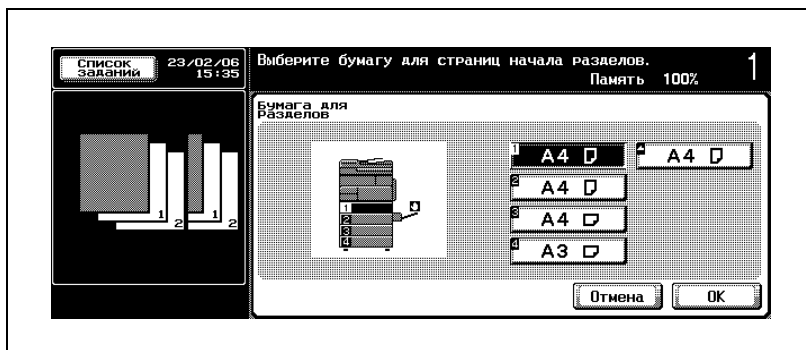 Список
заданий
23/02/06
15:35
Выберите бумагу для страниц начала разделов.
Память 100%
1
Бумага для
Разделов
1 2
1 2
1 A4
A4
2 A4
3 A4
4 A3
1
2
3
4
Отмена
OK